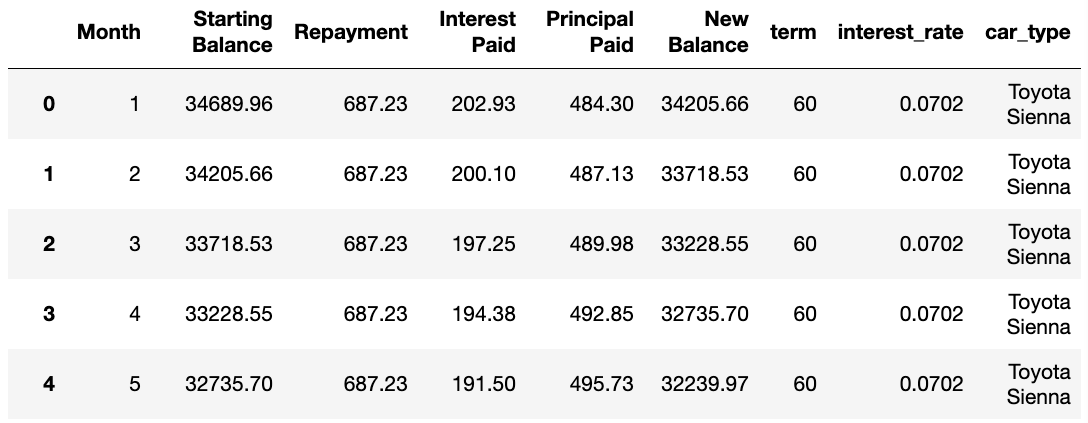 Month Starting Balance Repayment Interest Paid Principal Paid New Balance term interest_rate car_type
0 1 34689.96 687.23 202.93 484.30 34205.66 60 0.0702 Toyota Sienna
1 2 34205.66 687.23 200.10 487.13 33718.53 60 0.0702 Toyota Sienna
2 3 33718.53 687.23 197.25 489.98 33228.55 60 0.0702 Toyota Sienna
3 4 33228.55 687.23 194.38 492.85 32735.70 60 0.0702 Toyota Sienna
4 5 32735.70 687.23 191.50 495.73 32239.97 60 0.0702 Toyota Sienna